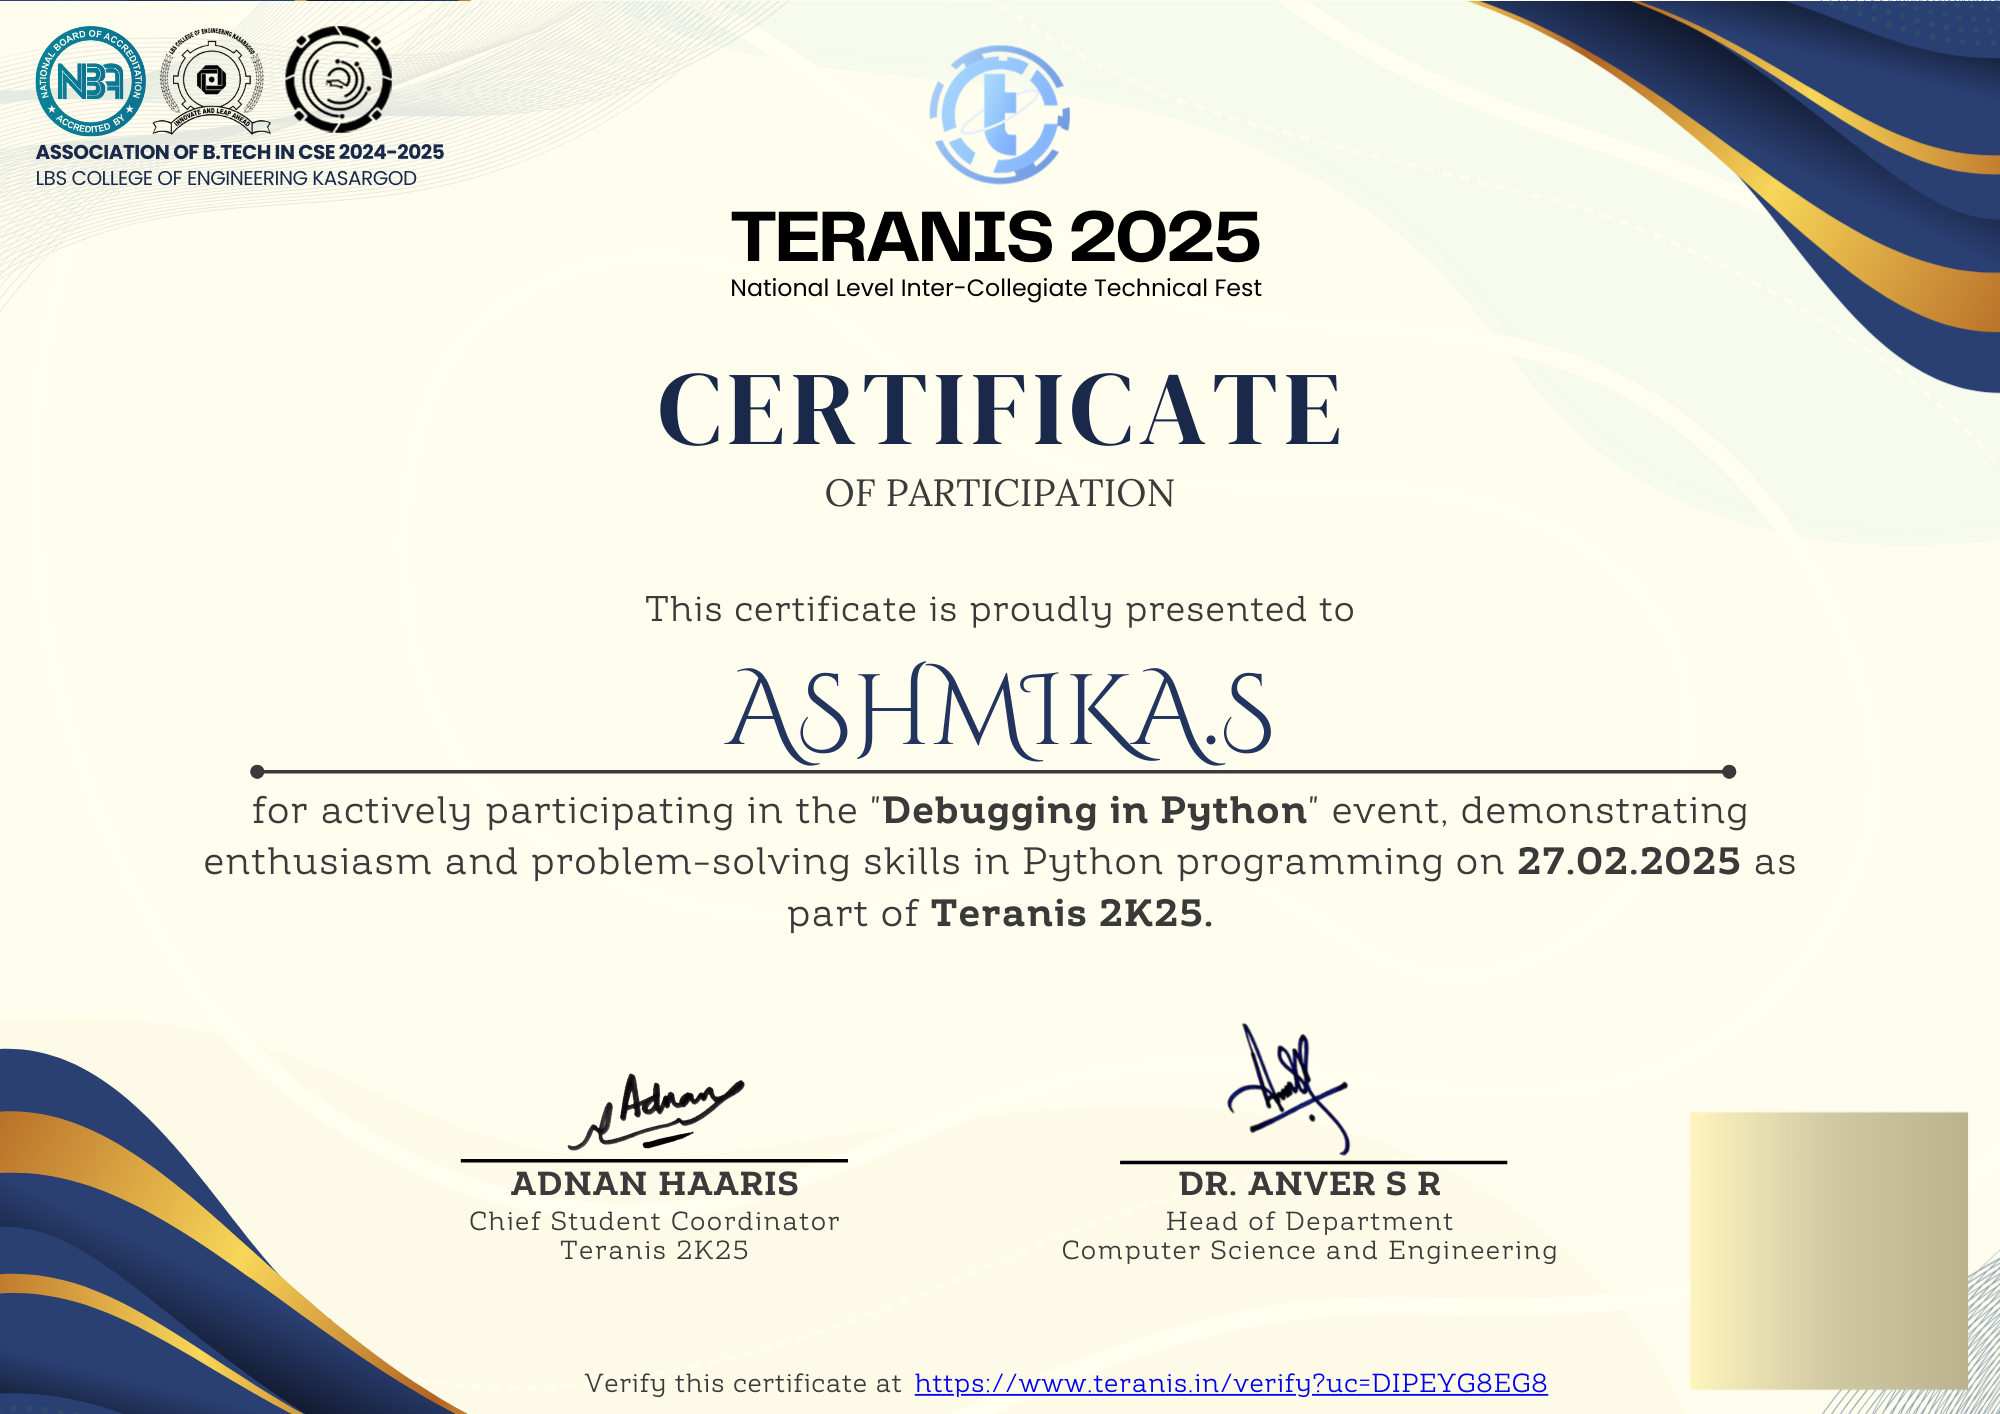 NATIONAL BOARD OF ACCREDITATION
NBA
ACCREDITED BY
LBS COLLEGE OF ENGINEERING KASARGOD
INNOVATE AND LEAP AHEAD
ASSOCIATION OF B.TECH IN CSE 2024-2025
LBS COLLEGE OF ENGINEERING KASARGOD
t
TERANIS 2025
National Level Inter-Collegiate Technical Fest
CERTIFICATE
OF PARTICIPATION
This certificate is proudly presented to
ASHMIKA.S
for actively participating in the "Debugging in Python" event, demonstrating
enthusiasm and problem-solving skills in Python programming on 27.02.2025 as
part of Teranis 2K25.
Adnan
ADNAN HAARIS
Chief Student Coordinator
Teranis 2K25
DR. ANVER S R
Head of Department
Computer Science and Engineering
Verify this certificate at https://www.teranis.in/verify?uc=DIPEYG8EG8